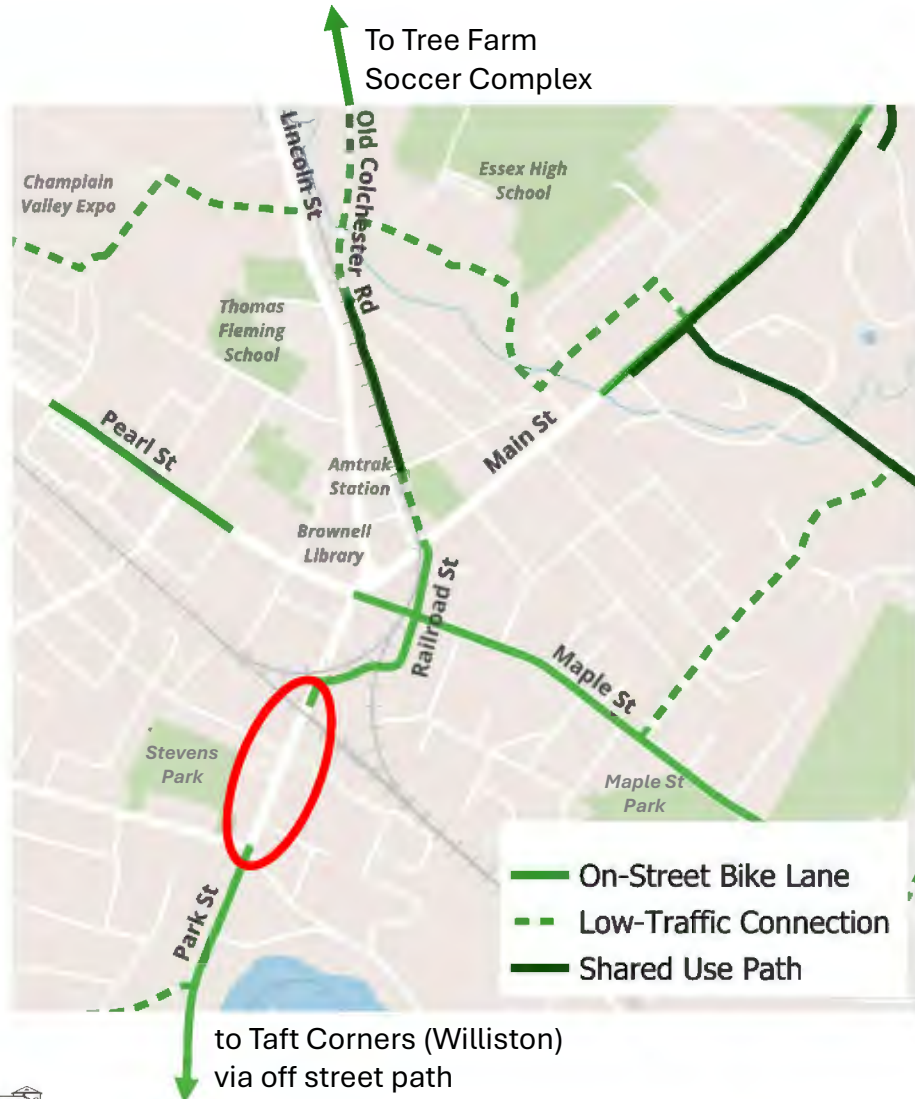 To Tree Farm
Soccer Complex
Lincoln St
Old Colchester Rd
Essex High
School
Champlain
Valley Expo
Thomas
Fleming
School
Pearl St
Main St
Amtrak
Station
Brownell
Library
Railroad St
Maple St
Stevens
Park
Maple St
Park
On-Street Bike Lane
Low-Traffic Connection
Shared Use Path
Park St
to Taft Corners (Williston)
via off street path